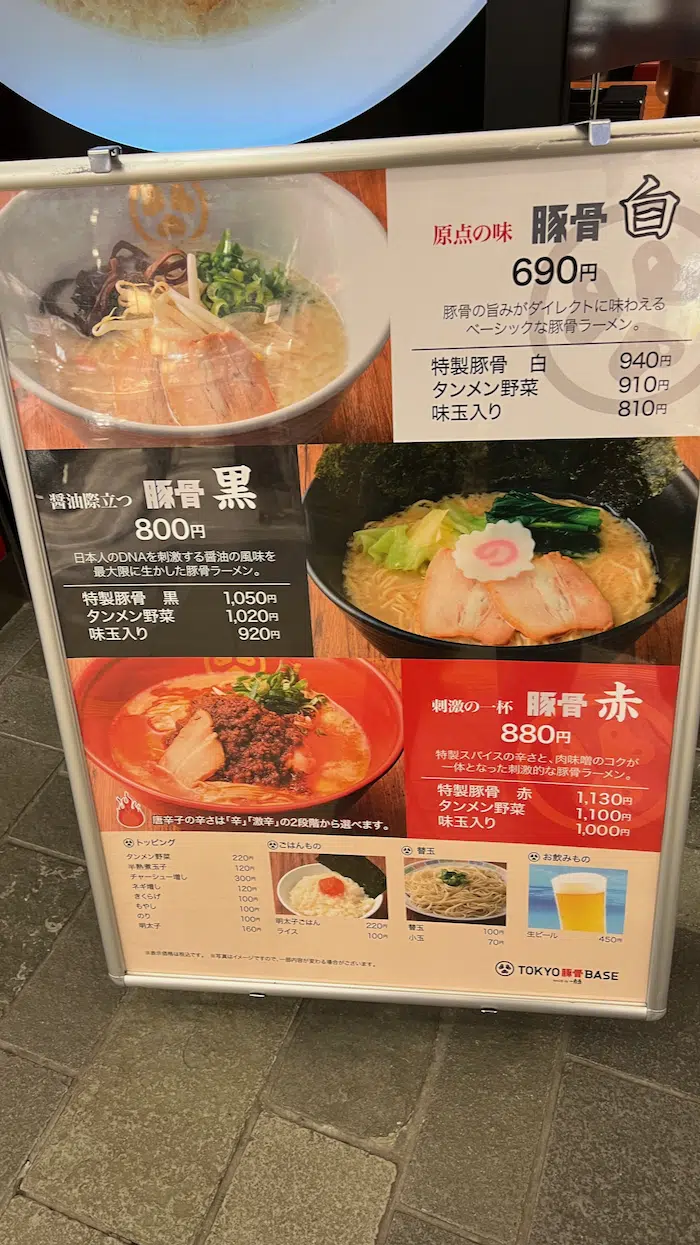 原点の味 豚骨 白
690円
豚骨の旨みがダイレクトに味わえる
ベーシックな豚骨ラーメン。
特製豚骨 白 940円
タンメン野菜 910円
味玉入り 810円
醤油際立つ 豚骨 黒
800円
日本人のDNAを刺激する醤油の風味を
最大限に生かした豚骨ラーメン。
特製豚骨 黒 1,050円
タンメン野菜 1,020円
味玉入り 920円
刺激の一杯 豚骨 赤
880円
特製スパイスの辛さと、肉味噌のコクが
一体となった刺激的な豚骨ラーメン。
特製豚骨 赤 1,130円
タンメン野菜 1,100円
味玉入り 1,000円
唐辛子の辛さは「辛」「激辛」の2段階から選べます。
トッピング
タンメン野菜 220円
半熟煮玉子 120円
チャーシュー増し 300円
ネギ増し 120円
きくらげ 100円
もやし 100円
のり 100円
明太子 160円
ごはんもの
明太子ごはん 220円
ライス 100円
替玉
替玉 100円
小玉 70円
お飲みもの
生ビール 450円
※表示価格は税込です。 ※写真はイメージですので、一部内容が変わる場合がございます。
TOKYO豚骨BASE